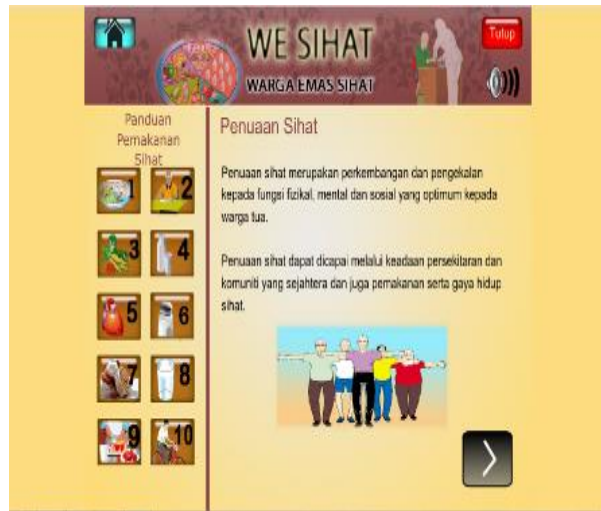 WE SIHAT
Tutup
WARGA EMAS SIHAT
Panduan
Pemakanan
Sihat
1
2
3
4
5
6
7
8
9
10
Penuaan Sihat
Penuaan sihat merupakan perkembangan dan pengekalan
kepada fungsi fizikal, mental dan sosial yang optimum kepada
warga tua.
Penuaan sihat dapat dicapai melalui keadaan persekitaran dan
komuniti yang sejahtera dan juga pemakanan serta gaya hidup
sihat.